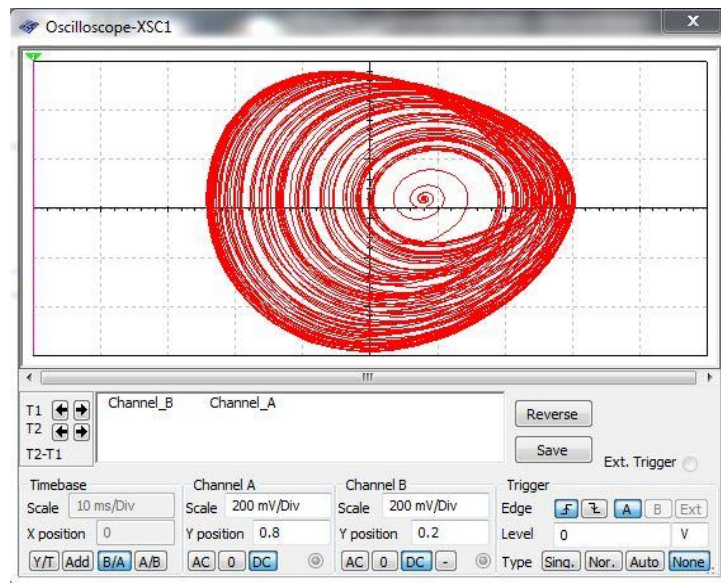 Oscilloscope-XSC1
x
T1
T2
T2-T1
Channel_B Channel_A
Reverse
Save
Ext. Trigger
Timebase
Scale 10 ms/Div
X position 0
Y/T Add B/A A/B
Channel A
Scale 200 mV/Div
Y position 0.8
AC 0 DC
Channel B
Scale 200 mV/Div
Y position 0.2
AC 0 DC -
Trigger
Edge A B Ext
Level 0 V
Type Sing. Nor. Auto None